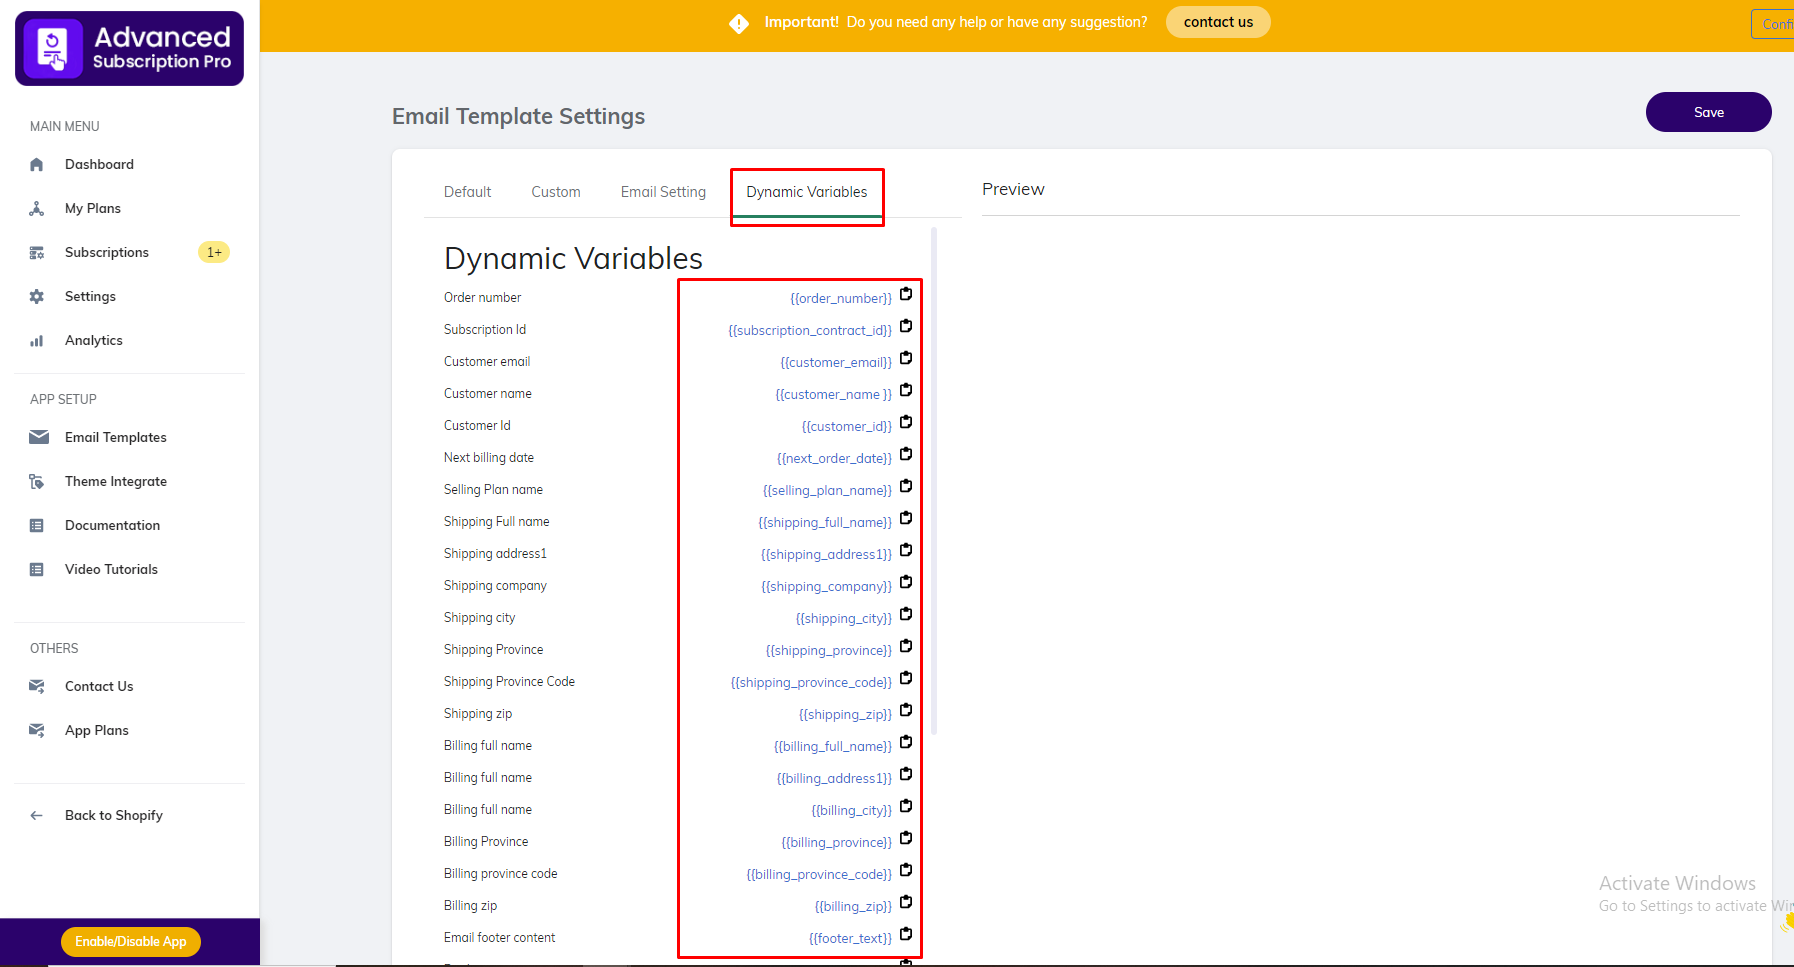 Advanced
Subscription Pro
Important! Do you need any help or have any suggestion? contact us
MAIN MENU
Dashboard
My Plans
Subscriptions 1+
Settings
Analytics
APP SETUP
Email Templates
Theme Integrate
Documentation
Video Tutorials
OTHERS
Contact Us
App Plans
Back to Shopify
Enable/Disable App
Email Template Settings
Save
Default Custom Email Setting Dynamic Variables
Preview
Dynamic Variables
Order number {{order_number}}
Subscription Id {{subscription_contract_id}}
Customer email {{customer_email}}
Customer name {{customer_name }}
Customer Id {{customer_id}}
Next billing date {{next_order_date}}
Selling Plan name {{selling_plan_name}}
Shipping Full name {{shipping_full_name}}
Shipping address1 {{shipping_address1}}
Shipping company {{shipping_company}}
Shipping city {{shipping_city}}
Shipping Province {{shipping_province}}
Shipping Province Code {{shipping_province_code}}
Shipping zip {{shipping_zip}}
Billing full name {{billing_full_name}}
Billing full name {{billing_address1}}
Billing full name {{billing_city}}
Billing Province {{billing_province}}
Billing province code {{billing_province_code}}
Billing zip {{billing_zip}}
Email footer content {{footer_text}}
Activate Windows
Go to Settings to activate